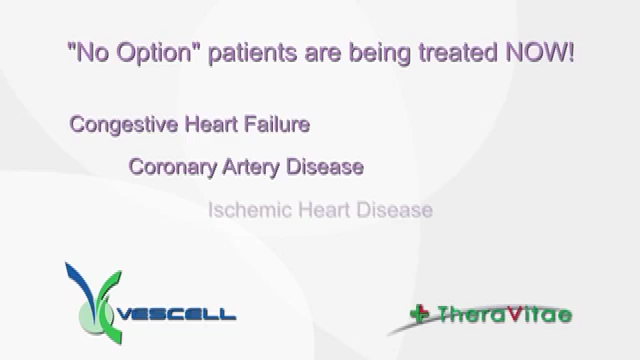 "No Option" patients are being treated NOW!
Congestive Heart Failure
Coronary Artery Disease
Ischemic Heart Disease
VESCELL
TheraVitae